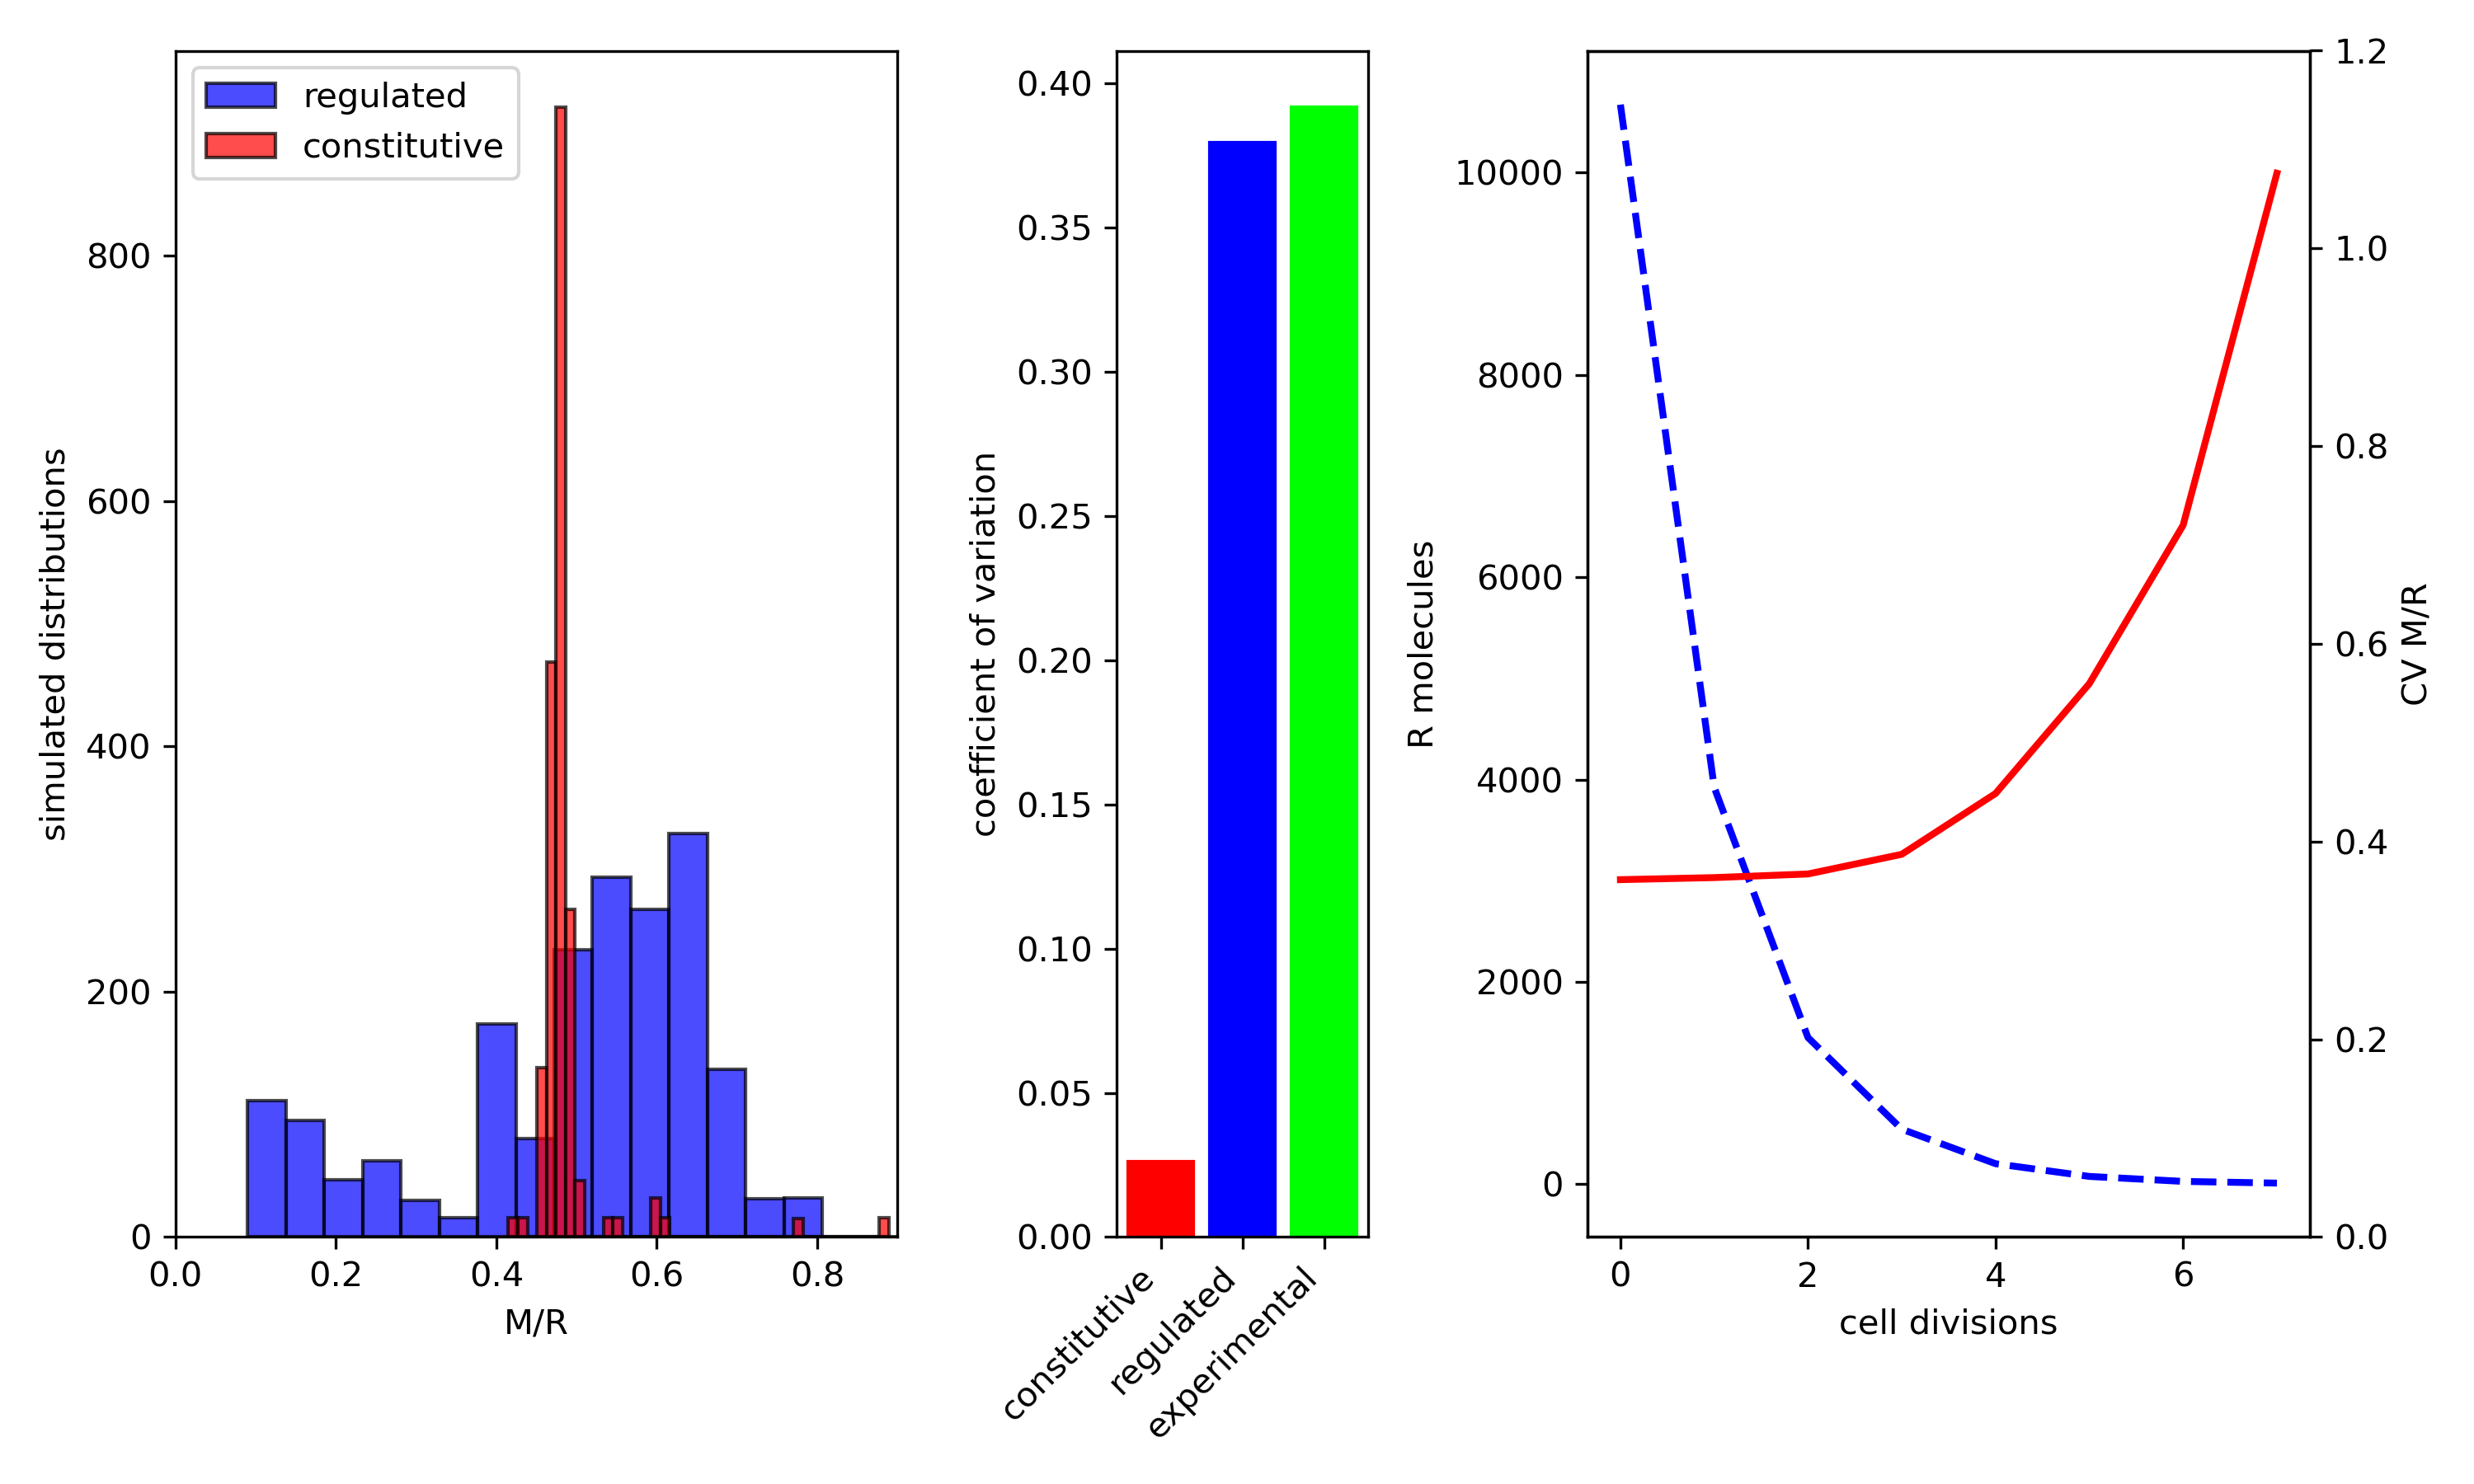 regulated
constitutive
simulated distributions
800
600
400
200
0
0.0 0.2 0.4 0.6 0.8
M/R
coefficient of variation
0.40
0.35
0.30
0.25
0.20
0.15
0.10
0.05
0.00
constitutive
regulated
experimental
R molecules
10000
8000
6000
4000
2000
0
0 2 4 6
cell divisions
1.2
1.0
0.8
0.6
0.4
0.2
0.0
CV M/R